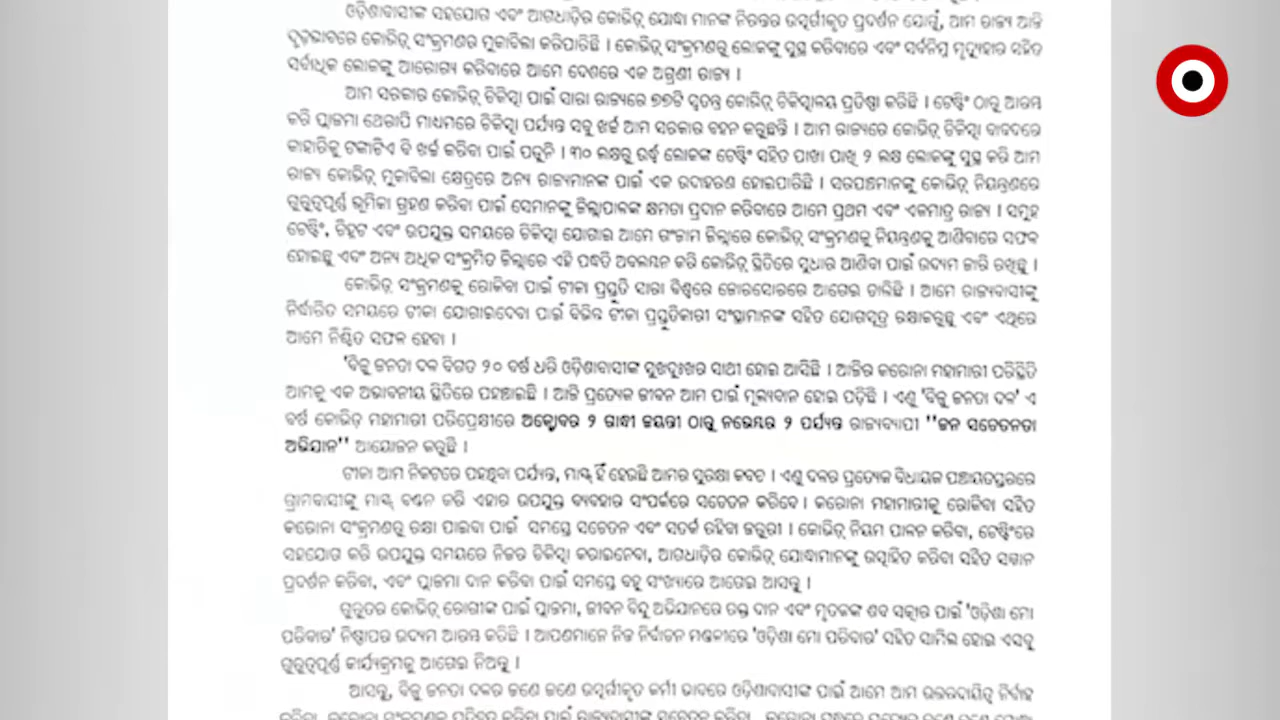 ଓଡ଼ିଶାବାସୀଙ୍କ ସହଯୋଗ ଏବଂ ଆଗଧାଡ଼ିର କୋଭିଡ୍ ଯୋଦ୍ଧା ମାନଙ୍କ ନିରନ୍ତର ଉତ୍ସର୍ଗୀକୃତ ପ୍ରଦର୍ଶନ ଯୋଗୁଁ, ଆମ ରାଜ୍ୟ ଆଜି
ଦୃଢ଼ଭାବରେ କୋଭିଡ୍ ସଂକ୍ରମଣର ମୁକାବିଲା କରିପାରିଛି । କୋଭିଡ୍ ସଂକ୍ରମଣରୁ ଲୋକଙ୍କୁ ସୁସ୍ଥ କରିବାରେ ଏବଂ ସର୍ବନିମ୍ନ ମୃତ୍ୟୁହାର ସହିତ
ସର୍ବାଧିକ ଲୋକଙ୍କୁ ଆରୋଗ୍ୟ କରିବାରେ ଆମେ ଦେଶରେ ଏକ ଅଗ୍ରଣୀ ରାଜ୍ୟ ।
ଆମ ସରକାର କୋଭିଡ୍ ଚିକିତ୍ସା ପାଇଁ ସାରା ରାଜ୍ୟରେ ୭୭ଟି ସ୍ବତନ୍ତ୍ର କୋଭିଡ୍ ଚିକିତ୍ସାଳୟ ପ୍ରତିଷ୍ଠା କରିଛି । ଟେଷ୍ଟିଂ ଠାରୁ ଆରମ୍ଭ
କରି ପ୍ଲାଜମା ଥେରାପି ମାଧ୍ୟମରେ ଚିକିତ୍ସା ପର୍ଯ୍ୟନ୍ତ ସବୁ ଖର୍ଚ୍ଚ ଆମ ସରକାର ବହନ କରୁଛନ୍ତି । ଆମ ରାଜ୍ୟରେ କୋଭିଡ୍ ଚିକିତ୍ସା ବାବଦରେ
କାହାରିକୁ ଟଙ୍କାଟିଏ ବି ଖର୍ଚ୍ଚ କରିବା ପାଇଁ ପଡୁନି । ୩୦ ଲକ୍ଷରୁ ଉର୍ଦ୍ଧ୍ବ ଲୋକଙ୍କ ଟେଷ୍ଟିଂ ସହିତ ପାଖା ପାଖି ୨ ଲକ୍ଷ ଲୋକଙ୍କୁ ସୁସ୍ଥ କରି ଆମ
ରାଜ୍ୟ କୋଭିଡ୍ ମୁକାବିଲା କ୍ଷେତ୍ରରେ ଅନ୍ୟ ରାଜ୍ୟମାନଙ୍କ ପାଇଁ ଏକ ଉଦାହରଣ ହୋଇପାରିଛି । ସରପଞ୍ଚମାନଙ୍କୁ କୋଭିଡ୍ ନିୟନ୍ତ୍ରଣରେ
ଗୁରୁତ୍ବପୂର୍ଣ୍ଣ ଭୂମିକା ଗ୍ରହଣ କରିବା ପାଇଁ ସେମାନଙ୍କୁ ଜିଲ୍ଲାପାଳଙ୍କ କ୍ଷମତା ପ୍ରଦାନ କରିବାରେ ଆମେ ପ୍ରଥମ ଏବଂ ଏକମାତ୍ର ରାଜ୍ୟ । ସମୂହ
ଟେଷ୍ଟିଂ, ଚିହ୍ନଟ ଏବଂ ଉପଯୁକ୍ତ ସମୟରେ ଚିକିତ୍ସା ଯୋଗାଇ ଆମେ ଗଂଜାମ ଜିଲ୍ଲାରେ କୋଭିଡ୍ ସଂକ୍ରମଣକୁ ନିୟନ୍ତ୍ରଣକୁ ଆଣିବାରେ ସଫଳ
ହୋଇଛୁ ଏବଂ ଅନ୍ୟ ଅଧିକ ସଂକ୍ରମିତ ଜିଲ୍ଲାରେ ଏହି ପଦ୍ଧତି ଅବଲମ୍ବନ କରି କୋଭିଡ୍ ସ୍ଥିତିରେ ସୁଧାର ଆଣିବା ପାଇଁ ଉଦ୍ୟମ ଜାରି ରଖିଛୁ ।
କୋଭିଡ୍ ସଂକ୍ରମଣକୁ ରୋକିବା ପାଇଁ ଟୀକା ପ୍ରସ୍ତୁତି ସାରା ବିଶ୍ବରେ ଜୋରସୋରରେ ଆଗେଇ ଚାଲିଛି । ଆମେ ରାଜ୍ୟବାସୀଙ୍କୁ
ନିର୍ଦ୍ଧାରିତ ସମୟରେ ଟୀକା ଯୋଗାଇଦେବା ପାଇଁ ବିଭିନ୍ନ ଟୀକା ପ୍ରସ୍ତୁତିକାରୀ ସଂସ୍ଥାମାନଙ୍କ ସହିତ ଯୋଗସୂତ୍ର ରକ୍ଷାକରୁଛୁ ଏବଂ ଏଥିରେ
ଆମେ ନିଶ୍ଚିତ ସଫଳ ହେବା ।
'ବିଜୁ ଜନତା ଦଳ ବିଗତ ୨୦ ବର୍ଷ ଧରି ଓଡ଼ିଶାବାସୀଙ୍କ ସୁଖଦୁଃଖର ସାଥୀ ହୋଇ ଆସିଛି । ଆଜିର କରୋନା ମହାମାରୀ ପରିସ୍ଥିତି
ଆମକୁ ଏକ ଅଭାବନୀୟ ସ୍ଥିତିରେ ପହଞ୍ଚାଇଛି । ଆଜି ପ୍ରତ୍ୟେକ ଜୀବନ ଆମ ପାଇଁ ମୂଲ୍ୟବାନ ହୋଇ ପଡ଼ିଛି । ଏଣୁ 'ବିଜୁ ଜନତା ଦଳ' ଏ
ବର୍ଷ କୋଭିଡ୍ ମହାମାରୀ ପରିପ୍ରେକ୍ଷୀରେ ଅକ୍ଟୋବର ୨ ଗାନ୍ଧୀ ଜୟନ୍ତୀ ଠାରୁ ନଭେମ୍ବର ୨ ପର୍ଯ୍ୟନ୍ତ ରାଜ୍ୟବ୍ୟାପୀ ''ଜନ ସଚେତନତା
ଅଭିଯାନ'' ଆୟୋଜନ କରୁଛି ।
ଟୀକା ଆମ ନିକଟରେ ପହଞ୍ଚିବା ପର୍ଯ୍ୟନ୍ତ, ମାସ୍କ୍ ହିଁ ହେଉଛି ଆମର ସୁରକ୍ଷା କବଚ । ଏଣୁ ଦଳର ପ୍ରତ୍ୟେକ ବିଧାୟକ ପଞ୍ଚାୟତସ୍ତରରେ
ଗ୍ରାମବାସୀଙ୍କୁ ମାସ୍କ୍ ବଣ୍ଟନ କରି ଏହାର ଉପଯୁକ୍ତ ବ୍ୟବହାର ସଂପର୍କରେ ସଚେତନ କରିବେ । କରୋନା ମହାମାରୀକୁ ରୋକିବା ସହିତ
କରୋନା ସଂକ୍ରମଣରୁ ରକ୍ଷା ପାଇବା ପାଇଁ ସମସ୍ତେ ସଚେତନ ଏବଂ ସତର୍କ ରହିବା ଜରୁରୀ । କୋଭିଡ୍ ନିୟମ ପାଳନ କରିବା, ଟେଷ୍ଟିଂରେ
ସହଯୋଗ କରି ଉପଯୁକ୍ତ ସମୟରେ ନିଜର ଚିକିତ୍ସା କରାଇନେବା, ଆଗଧାଡ଼ିର କୋଭିଡ୍ ଯୋଦ୍ଧାମାନଙ୍କୁ ଉତ୍ସାହିତ କରିବା ସହିତ ସମ୍ମାନ
ପ୍ରଦର୍ଶନ କରିବା, ଏବଂ ପ୍ଲାଜମା ଦାନ କରିବା ପାଇଁ ସମସ୍ତେ ବହୁ ସଂଖ୍ୟାରେ ଆଗେଇ ଆସନ୍ତୁ ।
ଗୁରୁତର କୋଭିଡ୍ ରୋଗୀଙ୍କ ପାଇଁ ପ୍ଲାଜମା, ଜୀବନ ବିନ୍ଦୁ ଅଭିଯାନରେ ରକ୍ତ ଦାନ ଏବଂ ମୃତକଙ୍କ ଶବ ସତ୍କାର ପାଇଁ 'ଓଡ଼ିଶା ମୋ
ପରିବାର' ନିଷ୍ଠାପର ଉଦ୍ୟମ ଆରମ୍ଭ କରିଛି । ଆପଣମାନେ ନିଜ ନିର୍ବାଚନ ମଣ୍ଡଳୀରେ 'ଓଡ଼ିଶା ମୋ ପରିବାର' ସହିତ ସାମିଲ ହୋଇ ଏସବୁ
ଗୁରୁତ୍ବପୂର୍ଣ୍ଣ କାର୍ଯ୍ୟକ୍ରମକୁ ଆଗେଇ ନିଅନ୍ତୁ ।
ଆସନ୍ତୁ, ବିଜୁ ଜନତା ଦଳର ଜଣେ ଜଣେ ଉତ୍ସର୍ଗୀକୃତ କର୍ମୀ ଭାବରେ ଓଡ଼ିଶାବାସୀଙ୍କ ପାଇଁ ଆମେ ଆମ ଉତ୍ତରଦାୟିତ୍ବ ନିର୍ବାହ